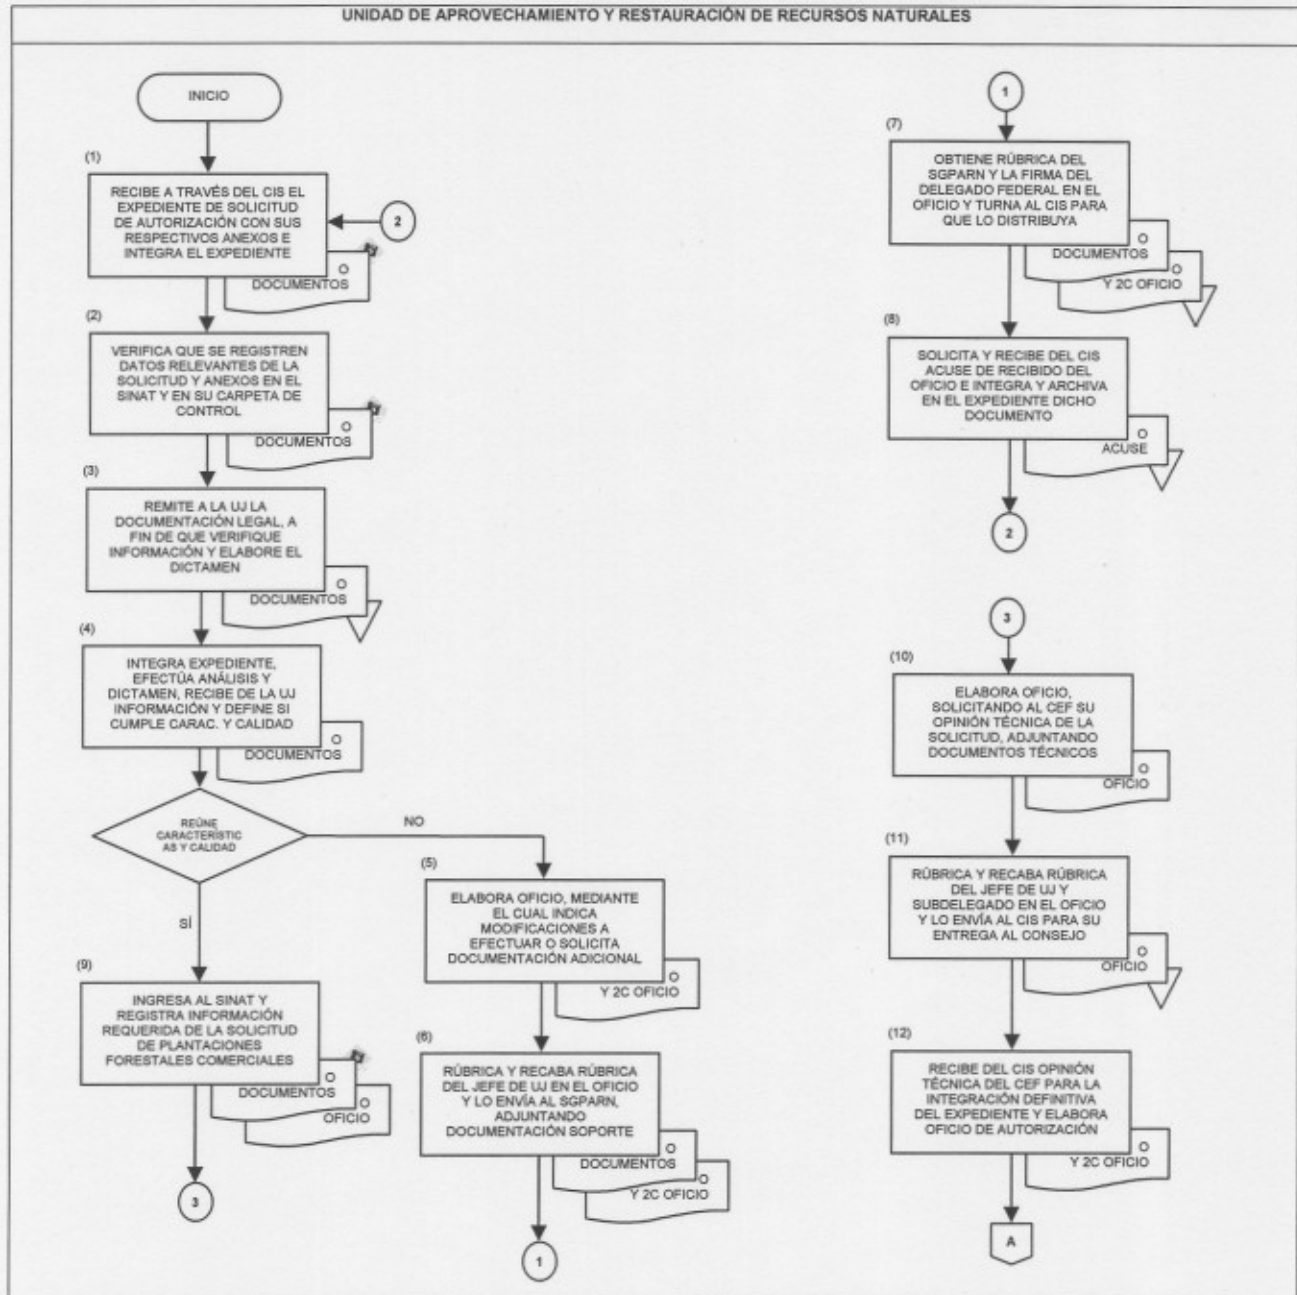 UNIDAD DE APROVECHAMIENTO Y RESTAURACIÓN DE RECURSOS NATURALES
INICIO
(1)
RECIBE A TRAVÉS DEL CIS EL
EXPEDIENTE DE SOLICITUD
DE AUTORIZACIÓN CON SUS
RESPECTIVOS ANEXOS E
INTEGRA EL EXPEDIENTE
2
O
DOCUMENTOS
(2)
VERIFICA QUE SE REGISTREN
DATOS RELEVANTES DE LA
SOLICITUD Y ANEXOS EN EL
SINAT Y EN SU CARPETA DE
CONTROL
O
DOCUMENTOS
(3)
REMITE A LA UJ LA
DOCUMENTACIÓN LEGAL, A
FIN DE QUE VERIFIQUE
INFORMACIÓN Y ELABORE EL
DICTAMEN
O
DOCUMENTOS
(4)
INTEGRA EXPEDIENTE,
EFECTÚA ANÁLISIS Y
DICTAMEN, RECIBE DE LA UJ
INFORMACIÓN Y DEFINE SI
CUMPLE CARAC. Y CALIDAD
O
DOCUMENTOS
REÚNE
CARACTERÍSTIC
AS Y CALIDAD
NO
SÍ
(5)
ELABORA OFICIO, MEDIANTE
EL CUAL INDICA
MODIFICACIONES A
EFECTUAR O SOLICITA
DOCUMENTACIÓN ADICIONAL
O
Y 2C OFICIO
(6)
RÚBRICA Y RECABA RÚBRICA
DEL JEFE DE UJ EN EL OFICIO
Y LO ENVÍA AL SGPARN,
ADJUNTANDO
DOCUMENTACIÓN SOPORTE
O
DOCUMENTOS
O
Y 2C OFICIO
1
(9)
INGRESA AL SINAT Y
REGISTRA INFORMACIÓN
REQUERIDA DE LA SOLICITUD
DE PLANTACIONES
FORESTALES COMERCIALES
O
DOCUMENTOS
O
OFICIO
3
1
(7)
OBTIENE RÚBRICA DEL
SGPARN Y LA FIRMA DEL
DELEGADO FEDERAL EN EL
OFICIO Y TURNA AL CIS PARA
QUE LO DISTRIBUYA
O
DOCUMENTOS
O
Y 2C OFICIO
(8)
SOLICITA Y RECIBE DEL CIS
ACUSE DE RECIBIDO DEL
OFICIO E INTEGRA Y ARCHIVA
EN EL EXPEDIENTE DICHO
DOCUMENTO
O
ACUSE
2
3
(10)
ELABORA OFICIO,
SOLICITANDO AL CEF SU
OPINIÓN TÉCNICA DE LA
SOLICITUD, ADJUNTANDO
DOCUMENTOS TÉCNICOS
O
OFICIO
(11)
RÚBRICA Y RECABA RÚBRICA
DEL JEFE DE UJ Y
SUBDELEGADO EN EL OFICIO
Y LO ENVÍA AL CIS PARA SU
ENTREGA AL CONSEJO
O
OFICIO
(12)
RECIBE DEL CIS OPINIÓN
TÉCNICA DEL CEF PARA LA
INTEGRACIÓN DEFINITIVA
DEL EXPEDIENTE Y ELABORA
OFICIO DE AUTORIZACIÓN
O
Y 2C OFICIO
A